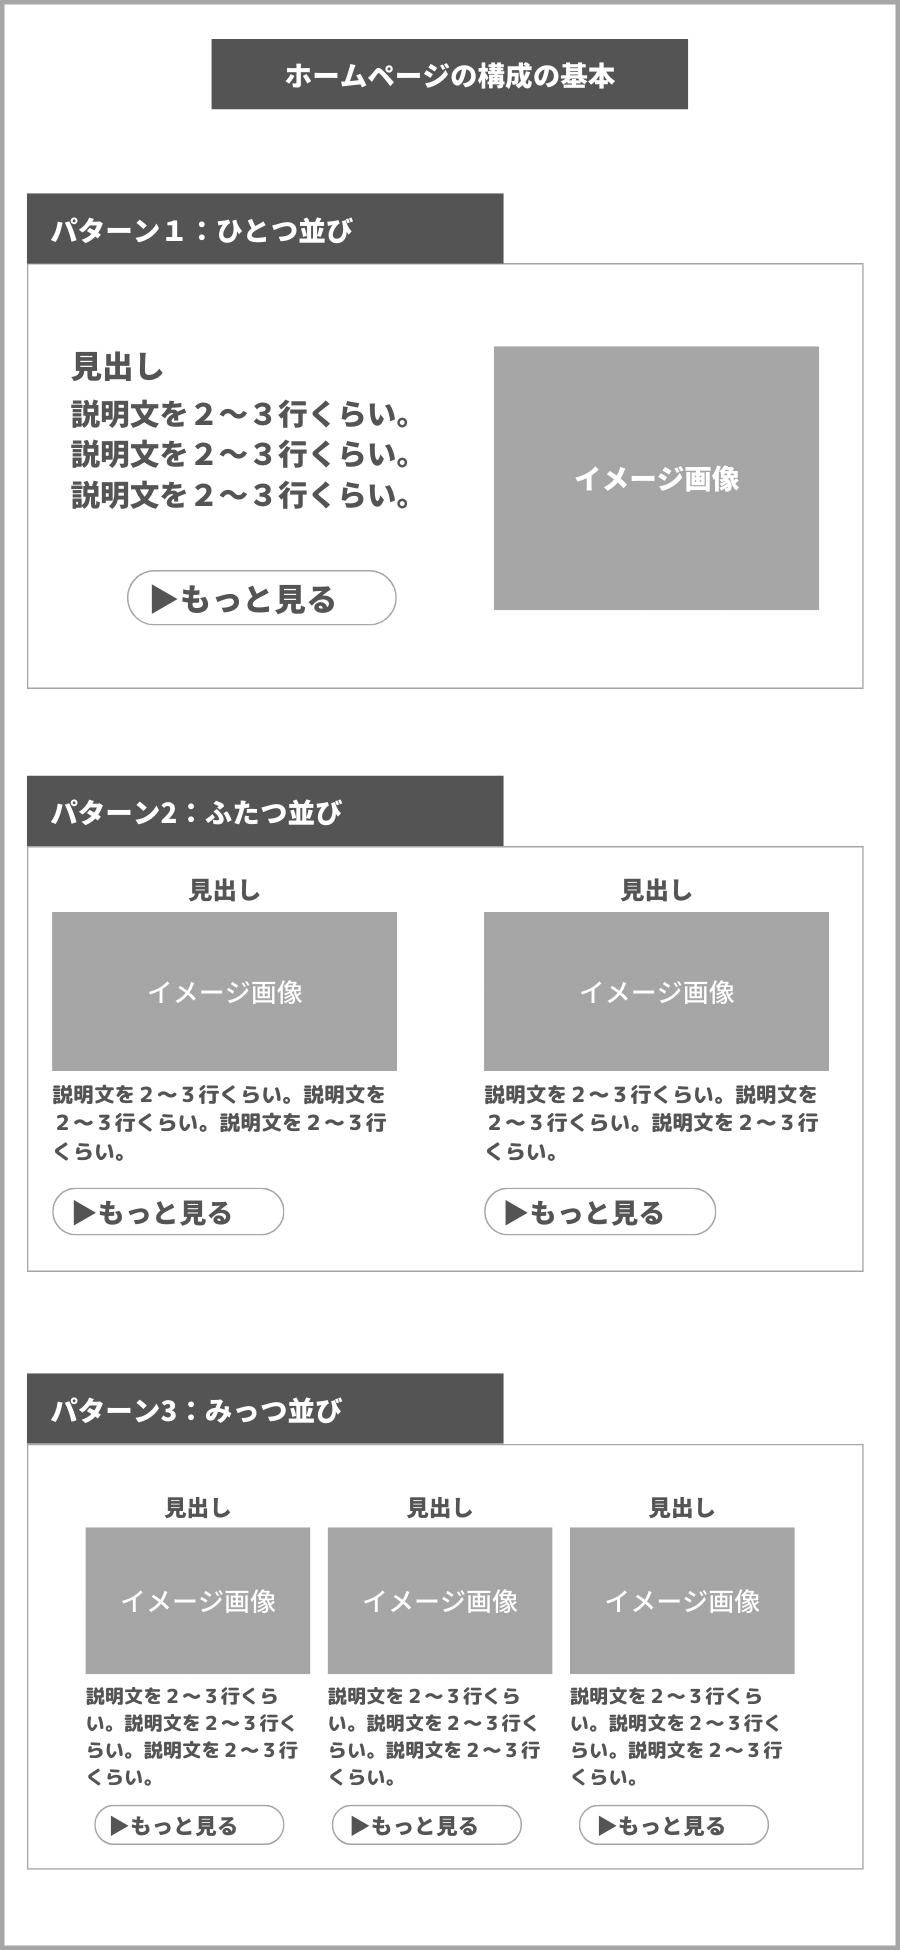 ホームページの構成の基本
パターン１：ひとつ並び
見出し
説明文を２〜３行くらい。
説明文を２〜３行くらい。
説明文を２〜３行くらい。
▶もっと見る
イメージ画像
パターン2：ふたつ並び
見出し
イメージ画像
説明文を２〜３行くらい。説明文を
２〜３行くらい。説明文を２〜３行
くらい。
▶もっと見る
見出し
イメージ画像
説明文を２〜３行くらい。説明文を
２〜３行くらい。説明文を２〜３行
くらい。
▶もっと見る
パターン3：みっつ並び
見出し
イメージ画像
説明文を２〜３行くら
い。説明文を２〜３行く
らい。説明文を２〜３行
くらい。
▶もっと見る
見出し
イメージ画像
説明文を２〜３行くら
い。説明文を２〜３行く
らい。説明文を２〜３行
くらい。
▶もっと見る
見出し
イメージ画像
説明文を２〜３行くら
い。説明文を２〜３行く
らい。説明文を２〜３行
くらい。
▶もっと見る